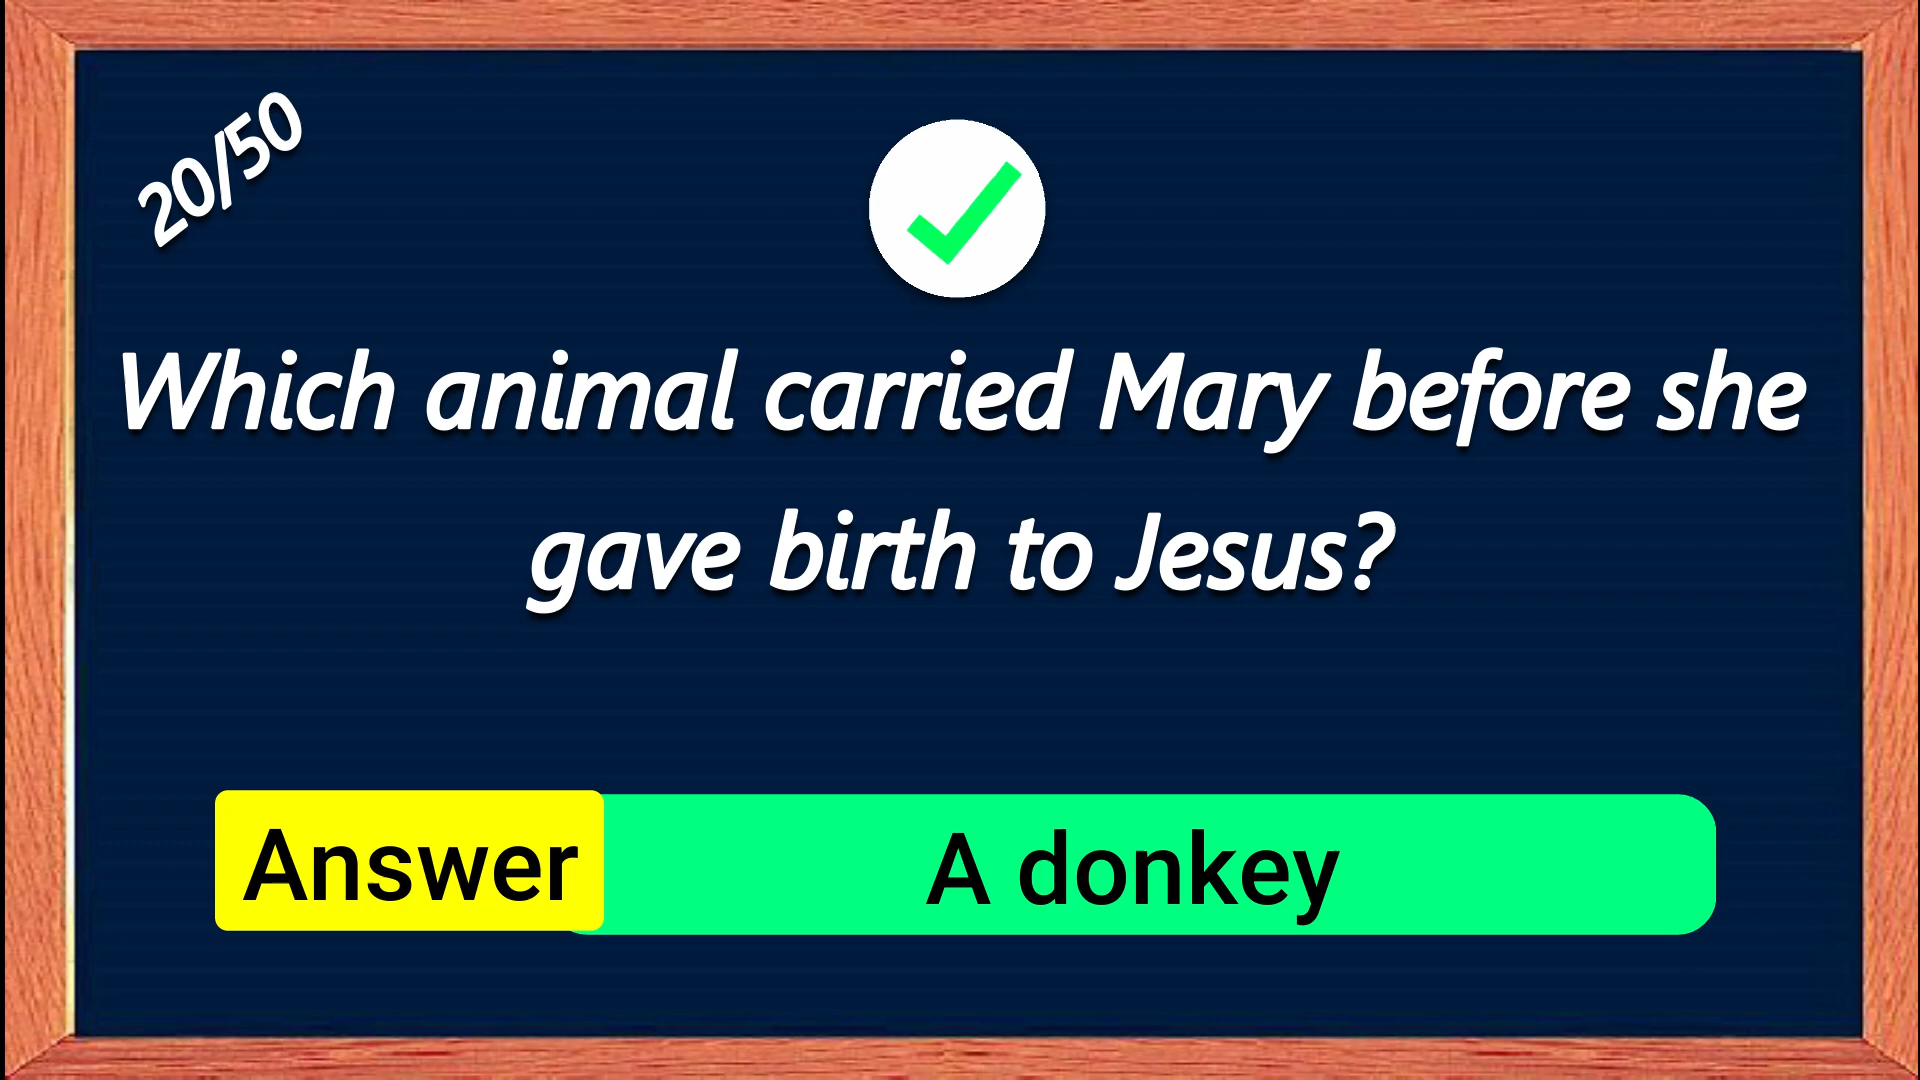 20/50
Which animal carried Mary before she
gave birth to Jesus?
Answer
A donkey